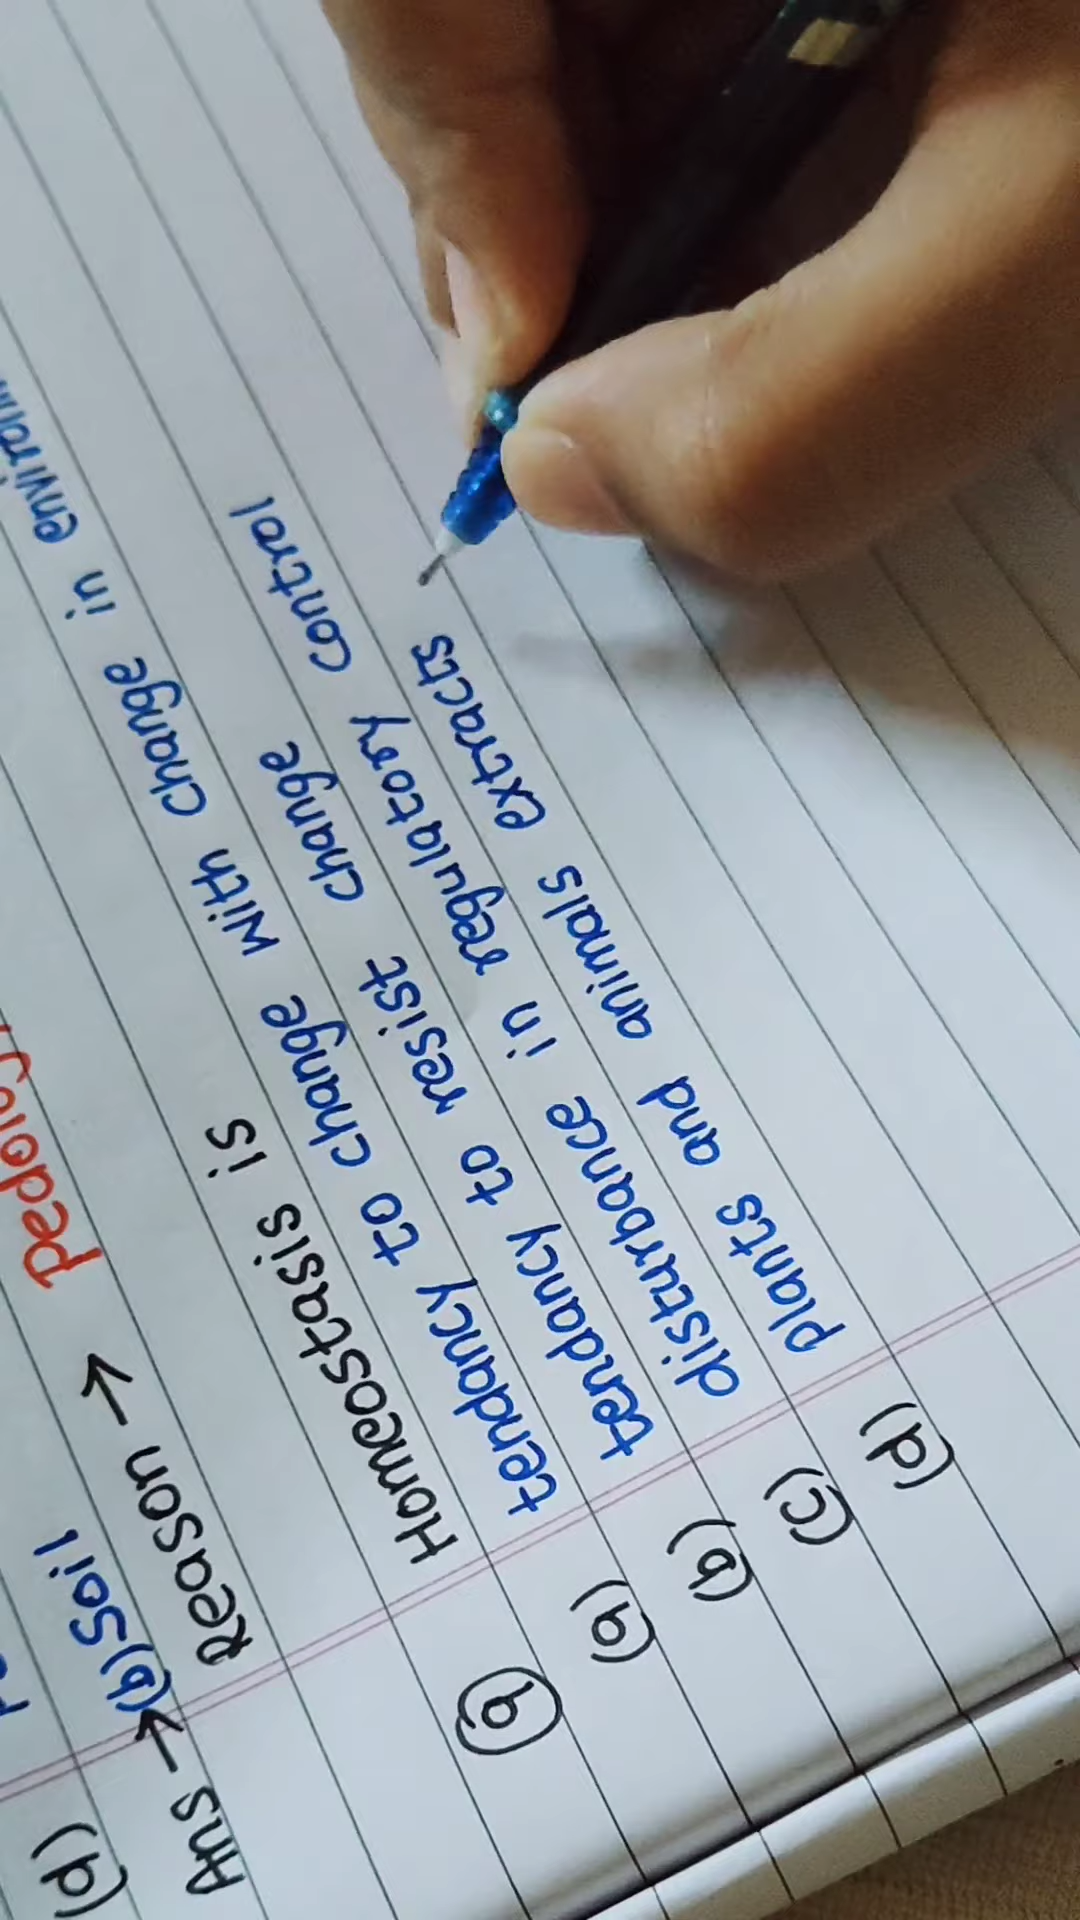 (d)
Ans → (b) Soil
Reason → Pedology
9 Homeostasis is
(a) tendancy to change with change in environ
(b) tendancy to resist change
(c) disturbance in regulatory control
(d) plants and animals extracts